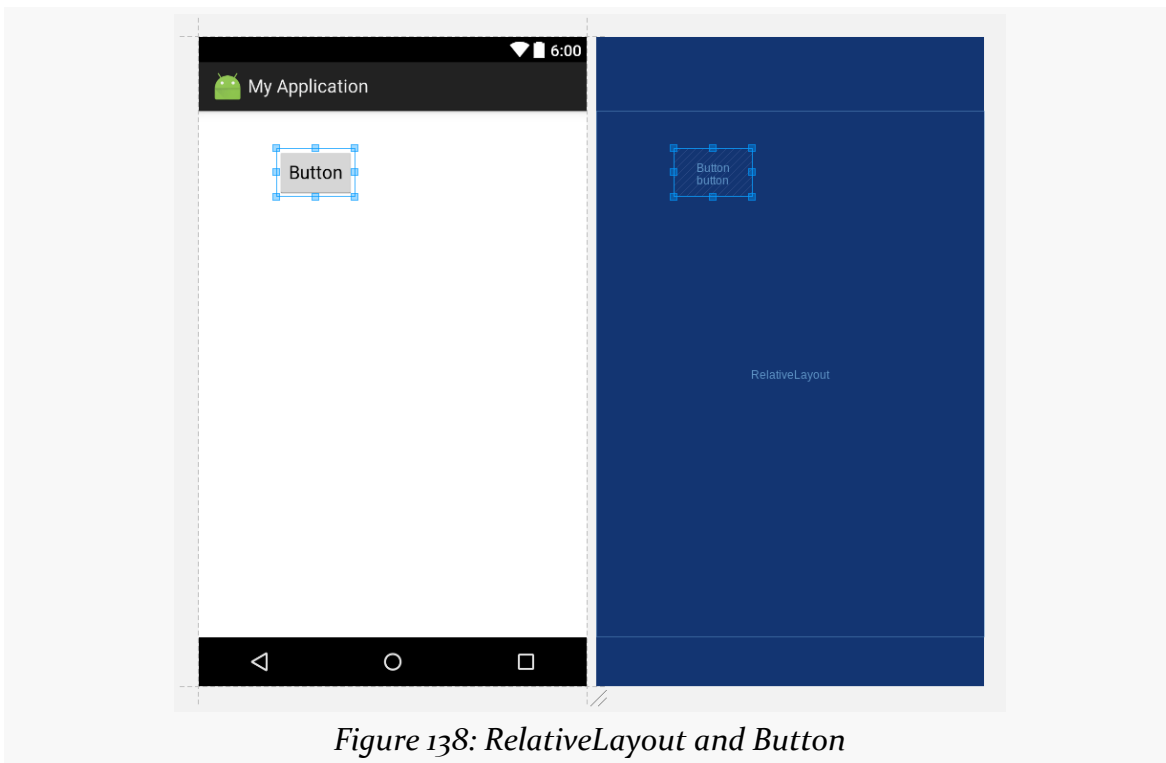 6:00
My Application
Button
Button
button
RelativeLayout
Figure 138: RelativeLayout and Button